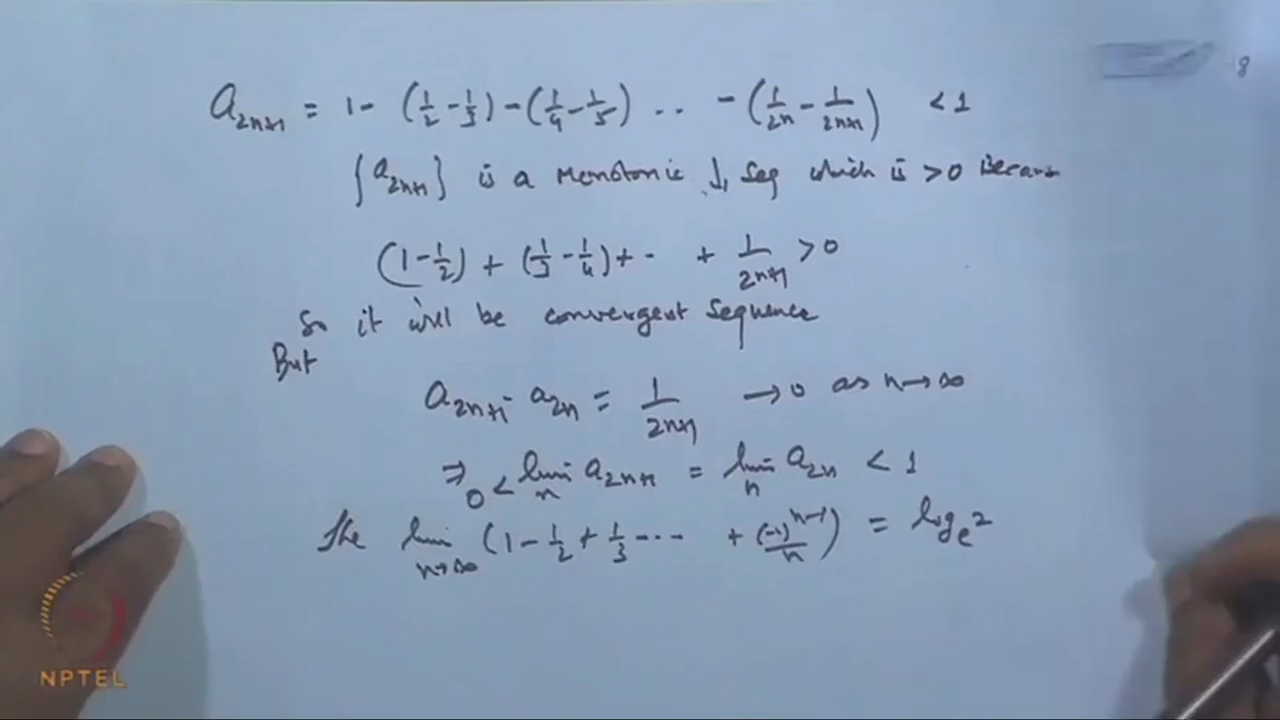 8
a_{2n+1} = 1 - (1/2 - 1/3) - (1/4 - 1/5) .. - (1/2n - 1/2n+1) < 1
{a_{2n+1}} is a Monotonic ↓, Seq which is > 0 Because
(1 - 1/2) + (1/3 - 1/4) + - + 1/2n+1 > 0
So it will be convergent Sequence
But
a_{2n+1} - a_{2n} = 1/2n+1 → 0 as n → ∞
⇒ 0 < lim_n a_{2n+1} = lim_n a_{2n} < 1
The lim_{n→∞} (1 - 1/2 + 1/3 --- + (-1)^{n-1}/n) = log_e 2
NPTEL